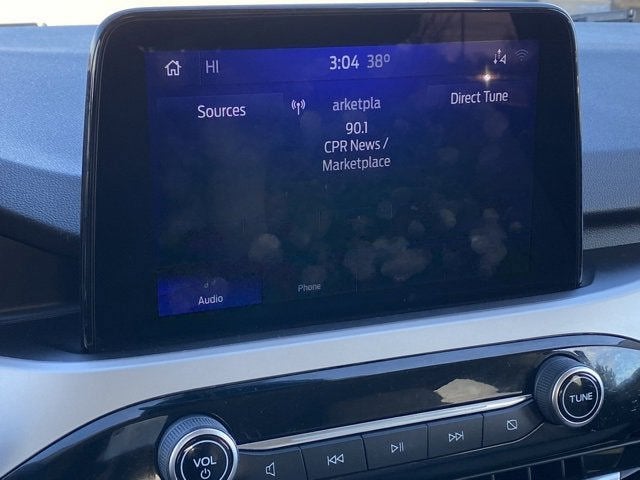 HI 3:04 38°
Sources arketpla Direct Tune
90.1
CPR News /
Marketplace
Audio Phone
VOL TUNE